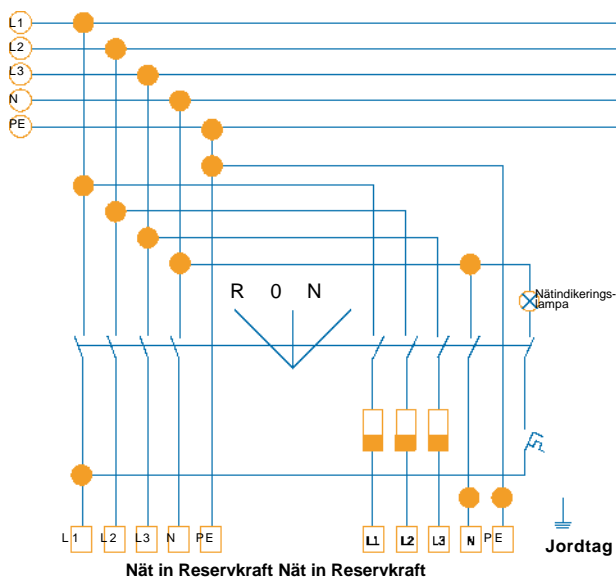 L1
L2
L3
N
PE
R 0 N
Nätindikerings-
lampa
L1 L2 L3 N PE L1 L2 L3 N PE
Jordtag
Nät in Reservkraft Nät in Reservkraft